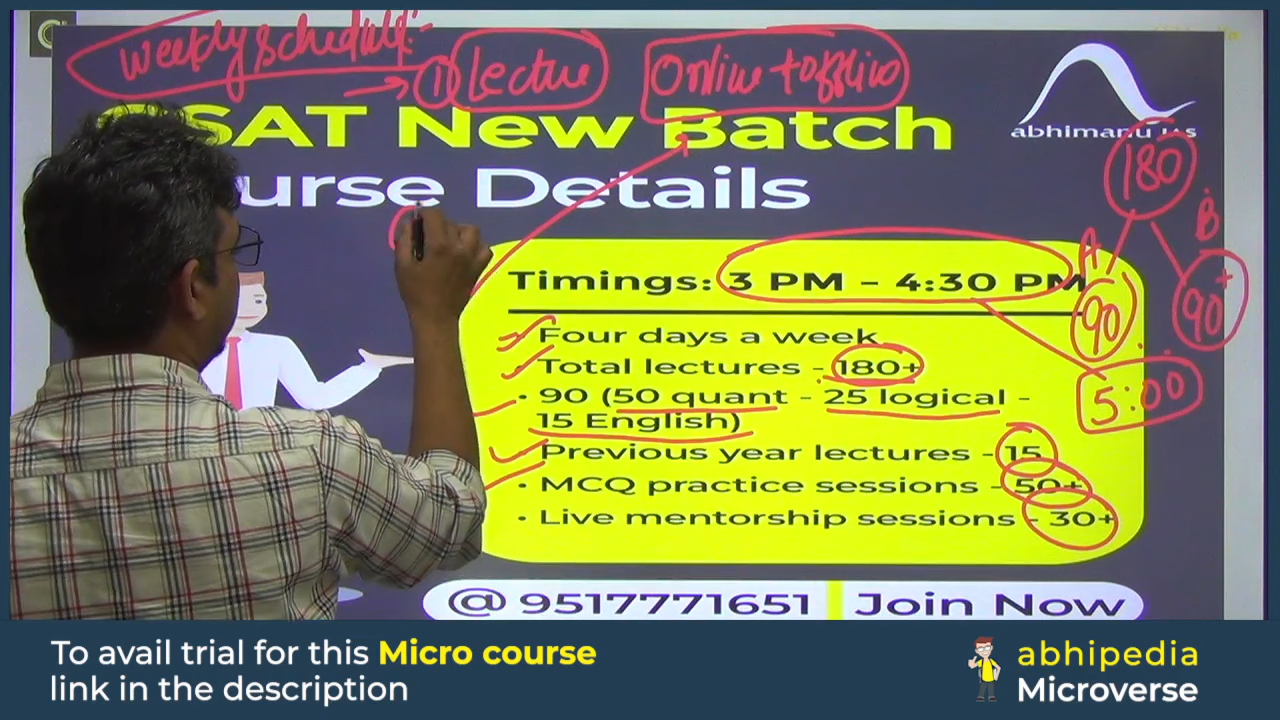 Weekly schedule:-
→ ① Lecture
Online + offline
SAT New Batch
urse Details
abhimanu IAS
180
A
B
90
90+
Timings: 3 PM – 4:30 PM
5:00
Four days a week
Total lectures - 180+
• 90 (50 quant - 25 logical -
15 English)
Previous year lectures - 15
• MCQ practice sessions - 50+
• Live mentorship sessions - 30+
@ 9517771651 Join Now
To avail trial for this Micro course
link in the description
abhipedia
Microverse